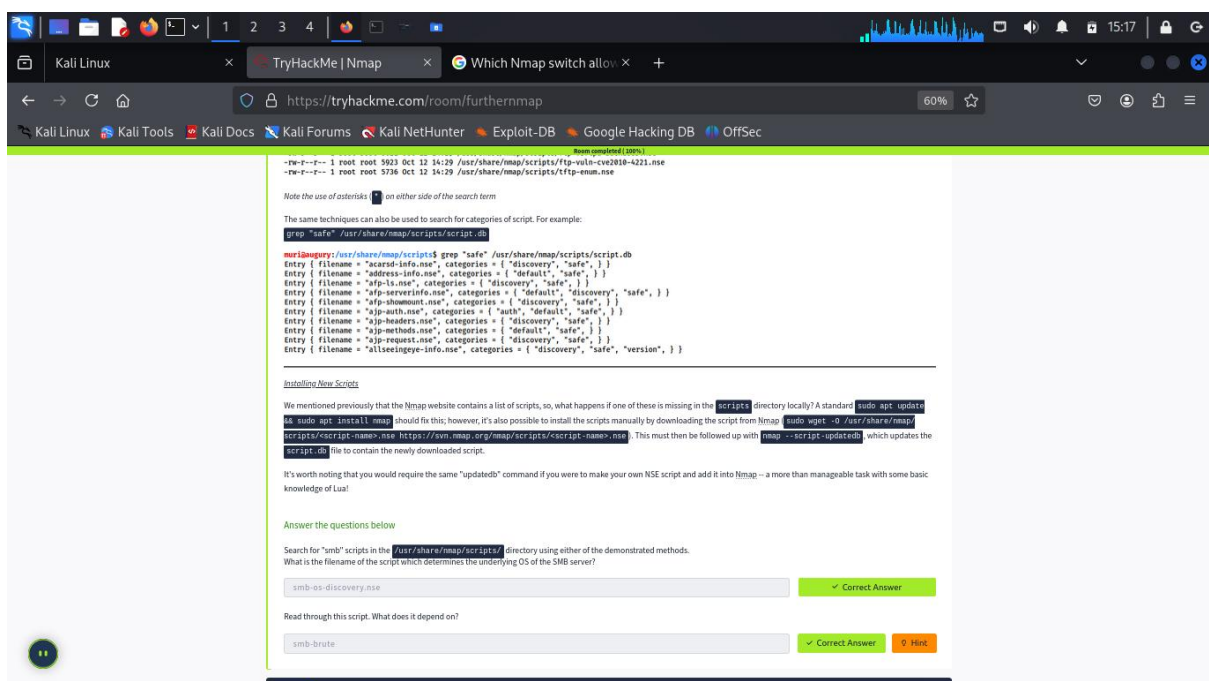 1 2 3 4 15:17
Kali Linux × TryHackMe | Nmap × Which Nmap switch allow × +
https://tryhackme.com/room/furthernmap 60%
Kali Linux Kali Tools Kali Docs Kali Forums Kali NetHunter Exploit-DB Google Hacking DB OffSec
Room completed ( 100% )
-rw-r--r-- 1 root root 5923 Oct 12 14:29 /usr/share/nmap/scripts/ftp-vuln-cve2010-4221.nse
-rw-r--r-- 1 root root 5736 Oct 12 14:29 /usr/share/nmap/scripts/tftp-enum.nse
Note the use of asterisks ( * ) on either side of the search term
The same techniques can also be used to search for categories of script. For example:
grep "safe" /usr/share/nmap/scripts/script.db
muri@augury:/usr/share/nmap/scripts$ grep "safe" /usr/share/nmap/scripts/script.db
Entry { filename = "acarsd-info.nse", categories = { "discovery", "safe", } }
Entry { filename = "address-info.nse", categories = { "default", "safe", } }
Entry { filename = "afp-ls.nse", categories = { "discovery", "safe", } }
Entry { filename = "afp-serverinfo.nse", categories = { "default", "discovery", "safe", } }
Entry { filename = "afp-showmount.nse", categories = { "discovery", "safe", } }
Entry { filename = "ajp-auth.nse", categories = { "auth", "default", "safe", } }
Entry { filename = "ajp-headers.nse", categories = { "discovery", "safe", } }
Entry { filename = "ajp-methods.nse", categories = { "default", "safe", } }
Entry { filename = "ajp-request.nse", categories = { "discovery", "safe", } }
Entry { filename = "allseeingeye-info.nse", categories = { "discovery", "safe", "version", } }
Installing New Scripts
We mentioned previously that the Nmap website contains a list of scripts, so, what happens if one of these is missing in the scripts directory locally? A standard sudo apt update
&& sudo apt install nmap should fix this; however, it's also possible to install the scripts manually by downloading the script from Nmap ( sudo wget -O /usr/share/nmap/
scripts/<script-name>.nse https://svn.nmap.org/nmap/scripts/<script-name>.nse ). This must then be followed up with nmap --script-updatedb , which updates the
script.db file to contain the newly downloaded script.
It's worth noting that you would require the same "updatedb" command if you were to make your own NSE script and add it into Nmap -- a more than manageable task with some basic
knowledge of Lua!
Answer the questions below
Search for "smb" scripts in the /usr/share/nmap/scripts/ directory using either of the demonstrated methods.
What is the filename of the script which determines the underlying OS of the SMB server?
smb-os-discovery.nse ✓ Correct Answer
Read through this script. What does it depend on?
smb-brute ✓ Correct Answer Hint